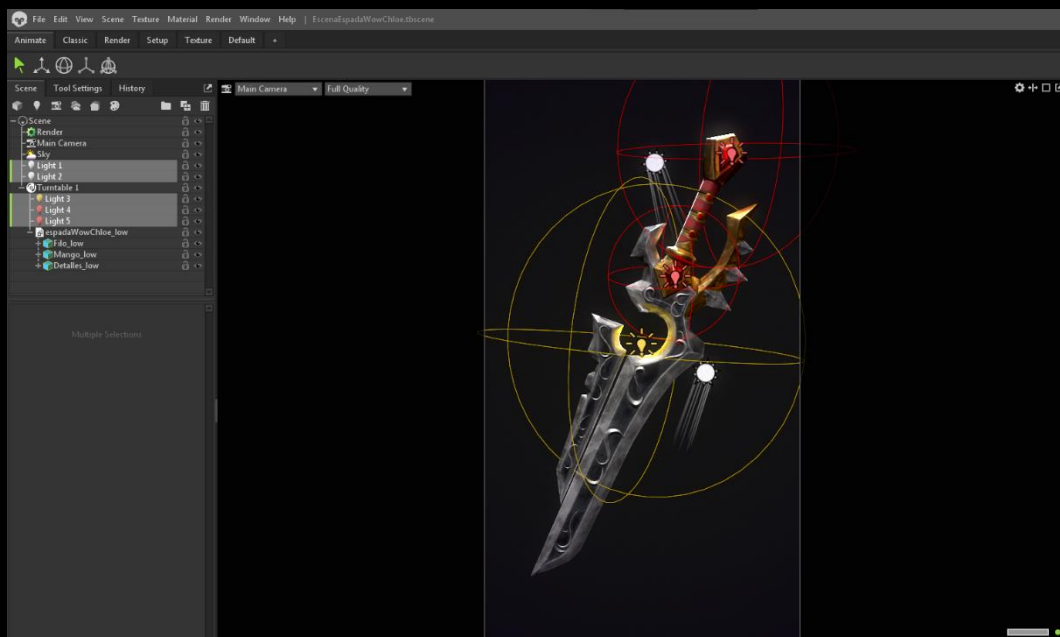 File Edit View Scene Texture Material Render Window Help | EscenaEspadaWowChloe.tbscene
Animate Classic Render Setup Texture Default +
Scene Tool Settings History
Main Camera Full Quality
Scene
Render
Main Camera
Sky
Light 1
Light 2
Turntable 1
Light 3
Light 4
Light 5
espadaWowChloe_low
Filo_low
Mango_low
Detalles_low
Multiple Selections